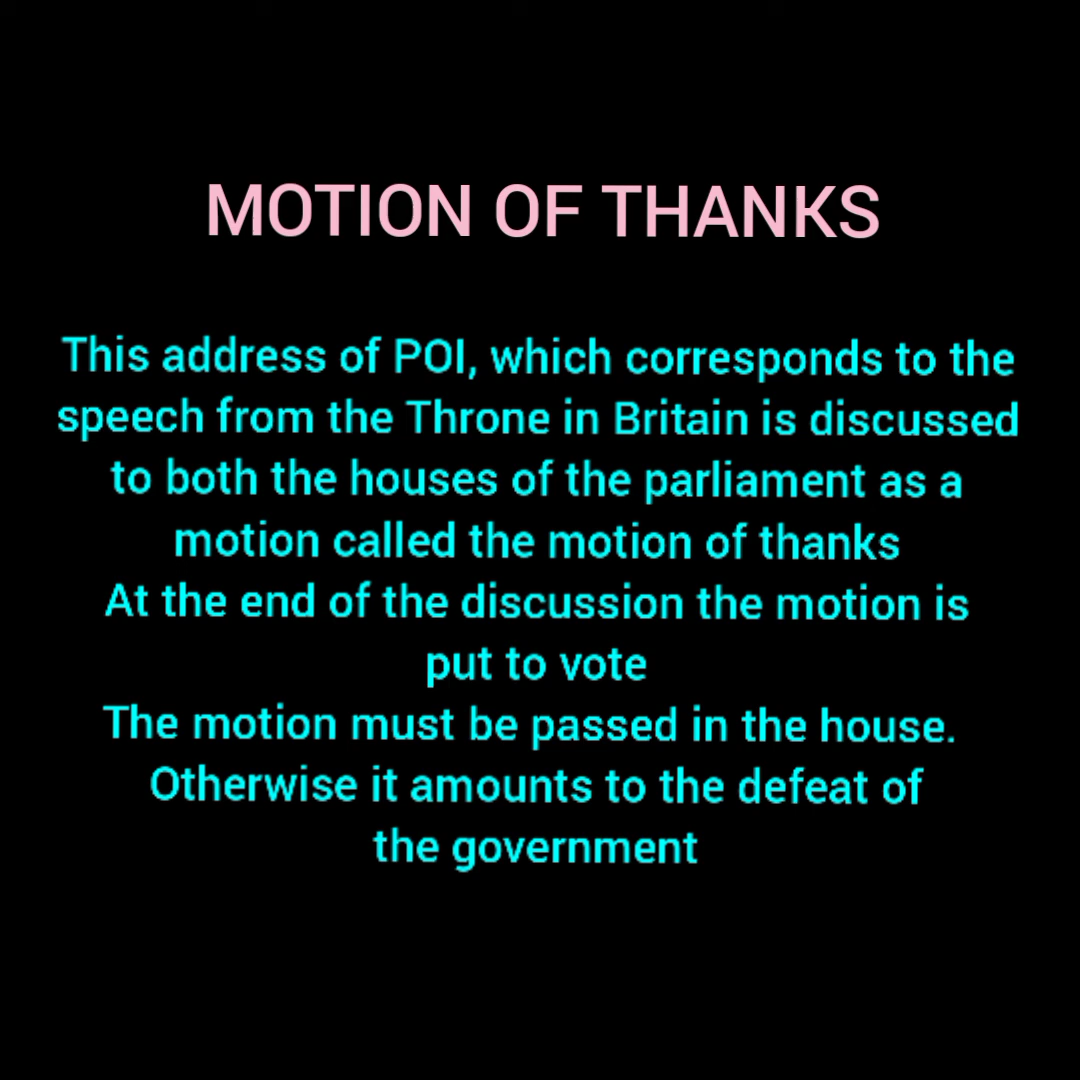 MOTION OF THANKS
This address of POI, which corresponds to the
speech from the Throne in Britain is discussed
to both the houses of the parliament as a
motion called the motion of thanks
At the end of the discussion the motion is
put to vote
The motion must be passed in the house.
Otherwise it amounts to the defeat of
the government